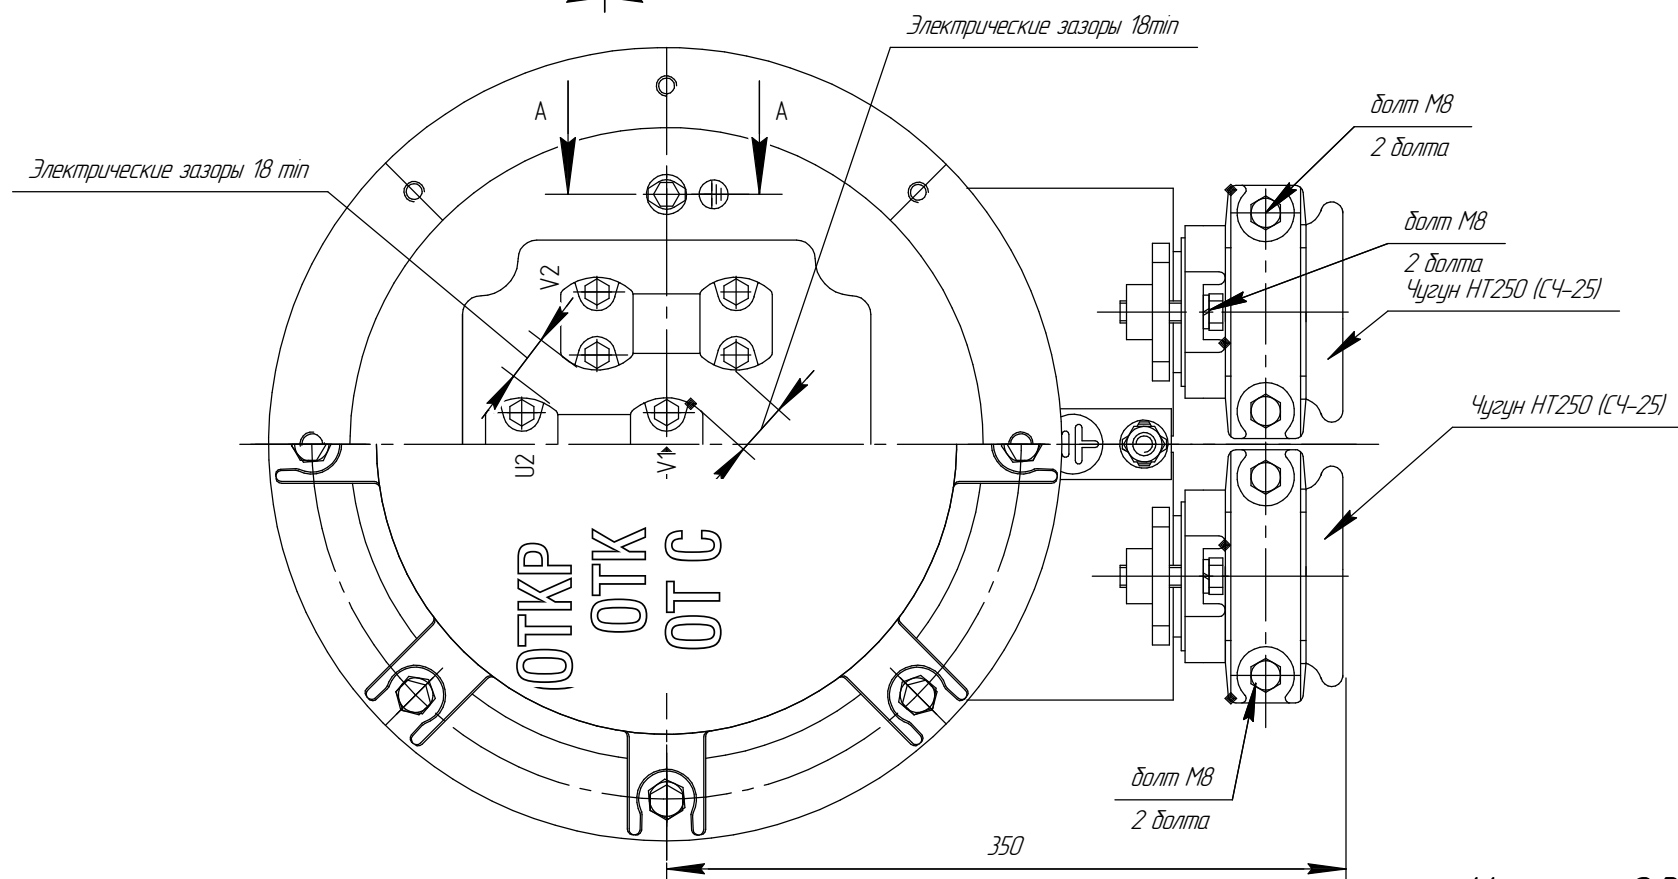 Электрические зазоры 18min
болт М8
2 болта
А
А
Электрические зазоры 18 min
болт М8
2 болта
Чугун НТ250 (СЧ-25)
V2
Чугун НТ250 (СЧ-25)
U2
V1
ОТКР
ОТК
ОТ С
болт М8
2 болта
350